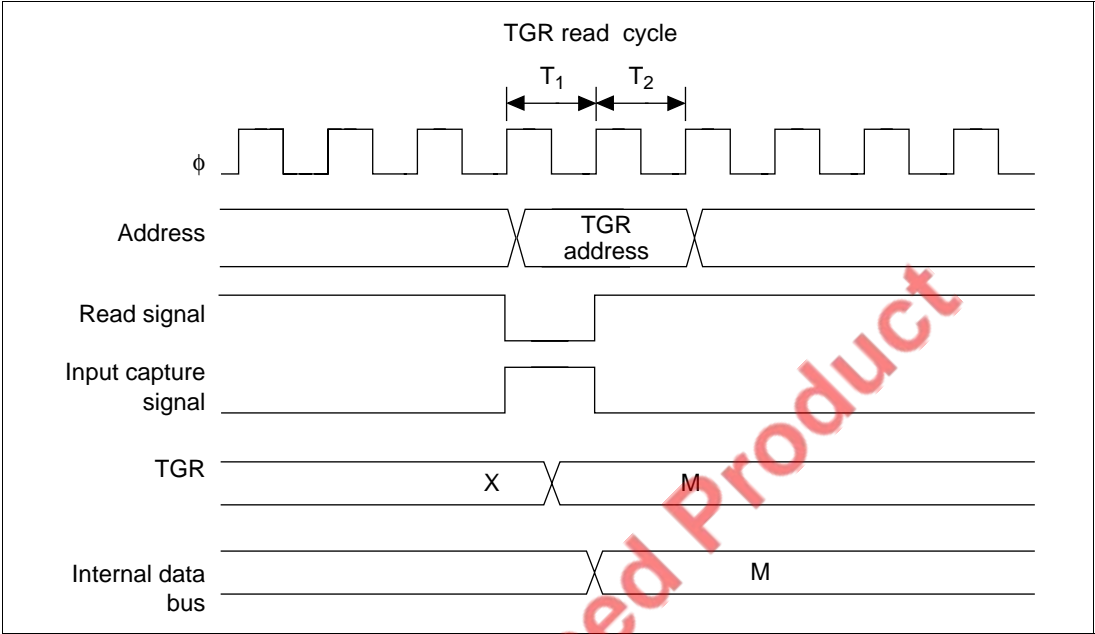 TGR read cycle
T1 T2
ϕ
Address
TGR
address
Read signal
Input capture
signal
TGR
X
M
Internal data
bus
M
ed Product